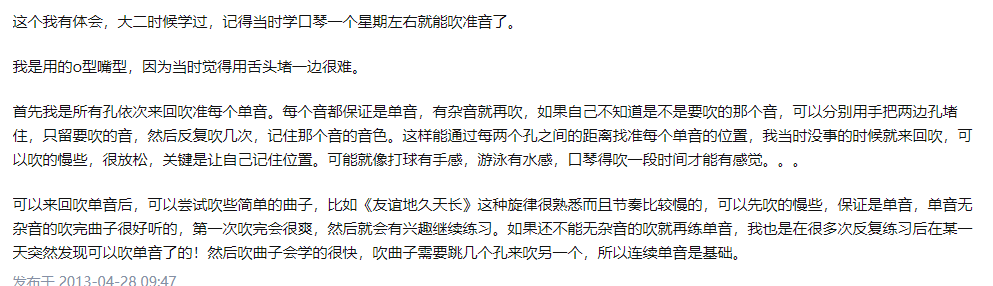 这个我有体会，大二时候学过，记得当时学口琴一个星期左右就能吹准音了。
我是用的o型嘴型，因为当时觉得用舌头堵一边很难。
首先我是所有孔依次来回吹准每个单音。每个音都保证是单音，有杂音就再吹，如果自己不知道是不是要吹的那个音，可以分别用手把两边孔堵
住，只留要吹的音，然后反复吹几次，记住那个音的音色。这样能通过每两个孔之间的距离找准每个单音的位置，我当时没事的时候就来回吹，可
以吹的慢些，很放松，关键是让自己记住位置。可能就像打球有手感，游泳有水感，口琴得吹一段时间才能有感觉。。。
可以来回吹单音后，可以尝试吹些简单的曲子，比如《友谊地久天长》这种旋律很熟悉而且节奏比较慢的，可以先吹的慢些，保证是单音，单音无
杂音的吹完曲子很好听的，第一次吹完会很爽，然后就会有兴趣继续练习。如果还不能无杂音的吹就再练单音，我也是在很多次反复练习后在某一
天突然发现可以吹单音了的！然后吹曲子会学的很快，吹曲子需要跳几个孔来吹另一个，所以连续单音是基础。
发布于 2013-04-28 09:47